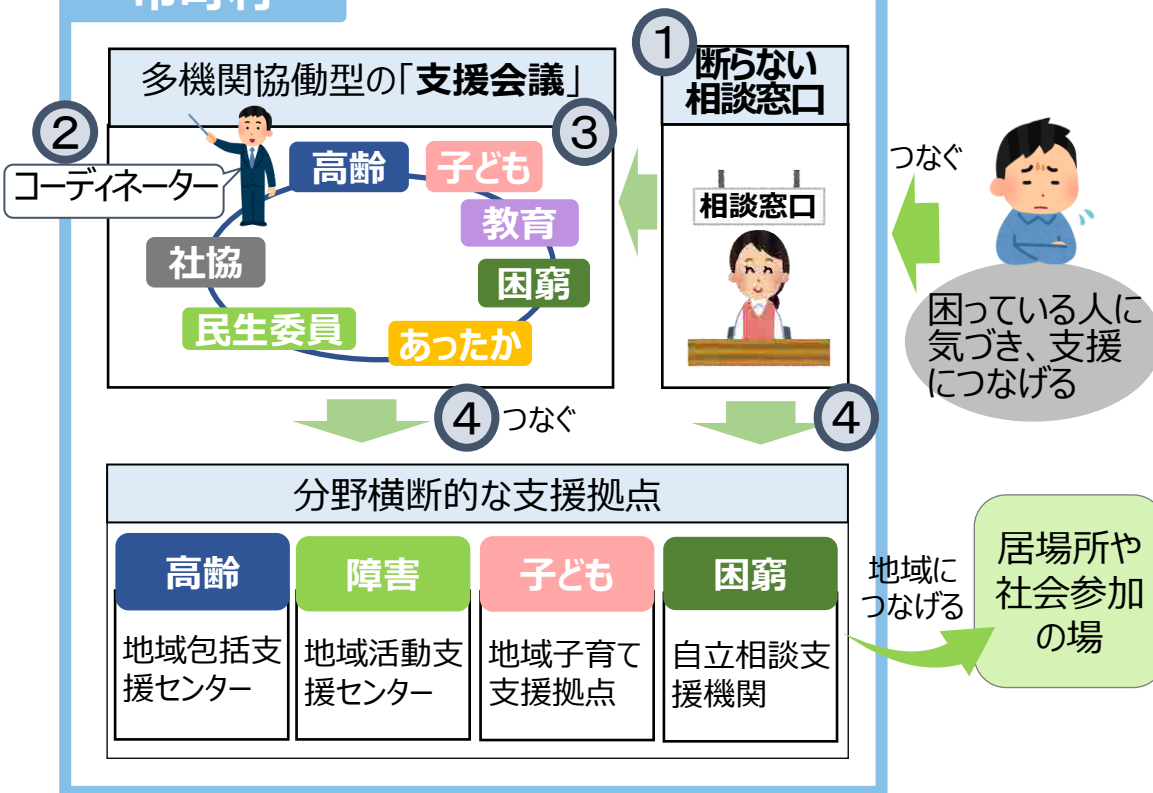 市町村
多機関協働型の「支援会議」
②
コーディネーター
③
高齢
子ども
教育
困窮
あったか
民生委員
社協
①
断らない
相談窓口
相談窓口
つなぐ
困っている人に
気づき、支援
につなげる
④
つなぐ
④
分野横断的な支援拠点
高齢
地域包括支
援センター
障害
地域活動支
援センター
子ども
地域子育て
支援拠点
困窮
自立相談支
援機関
地域に
つなげる
居場所や
社会参加
の場